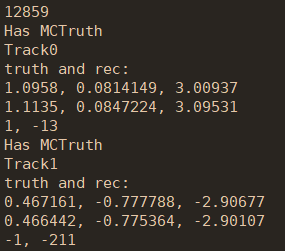 12859
Has MCTruth
Track0
truth and rec:
1.0958, 0.0814149, 3.00937
1.1135, 0.0847224, 3.09531
1, -13
Has MCTruth
Track1
truth and rec:
0.467161, -0.777788, -2.90677
0.466442, -0.775364, -2.90107
-1, -211